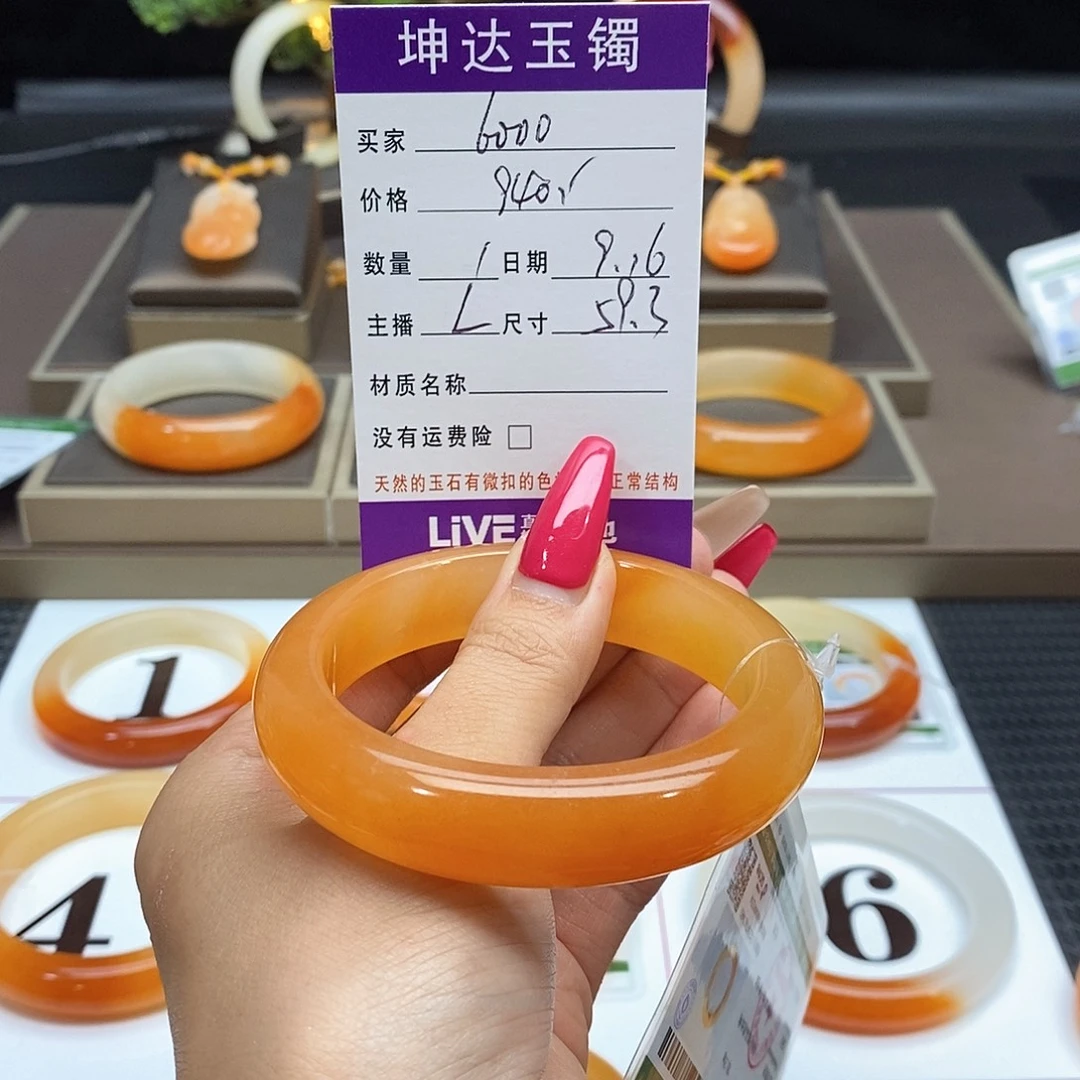 坤达玉镯
买家 6000
价格 940.√
数量 1 日期 9.16
主播 L 尺寸 59.3
材质名称
没有运费险 □
天然的玉石有微扣的色 正常结构
LiVE
1
4
6